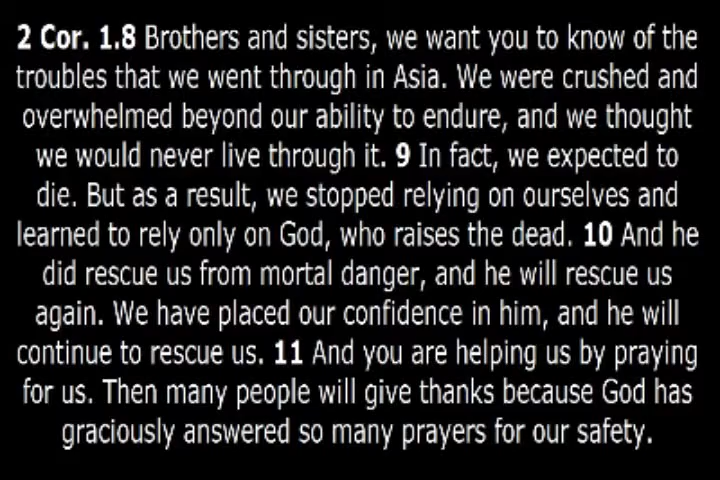 2 Cor. 1.8 Brothers and sisters, we want you to know of the
troubles that we went through in Asia. We were crushed and
overwhelmed beyond our ability to endure, and we thought
we would never live through it. 9 In fact, we expected to
die. But as a result, we stopped relying on ourselves and
learned to rely only on God, who raises the dead. 10 And he
did rescue us from mortal danger, and he will rescue us
again. We have placed our confidence in him, and he will
continue to rescue us. 11 And you are helping us by praying
for us. Then many people will give thanks because God has
graciously answered so many prayers for our safety.